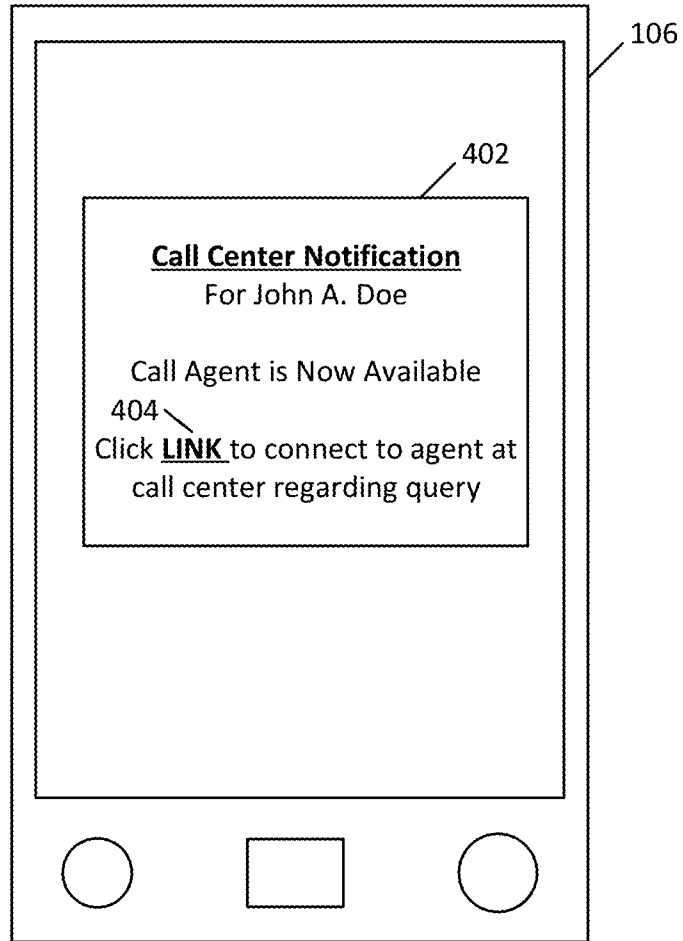 106
402
Call Center Notification
For John A. Doe
Call Agent is Now Available
404
Click LINK to connect to agent at
call center regarding query